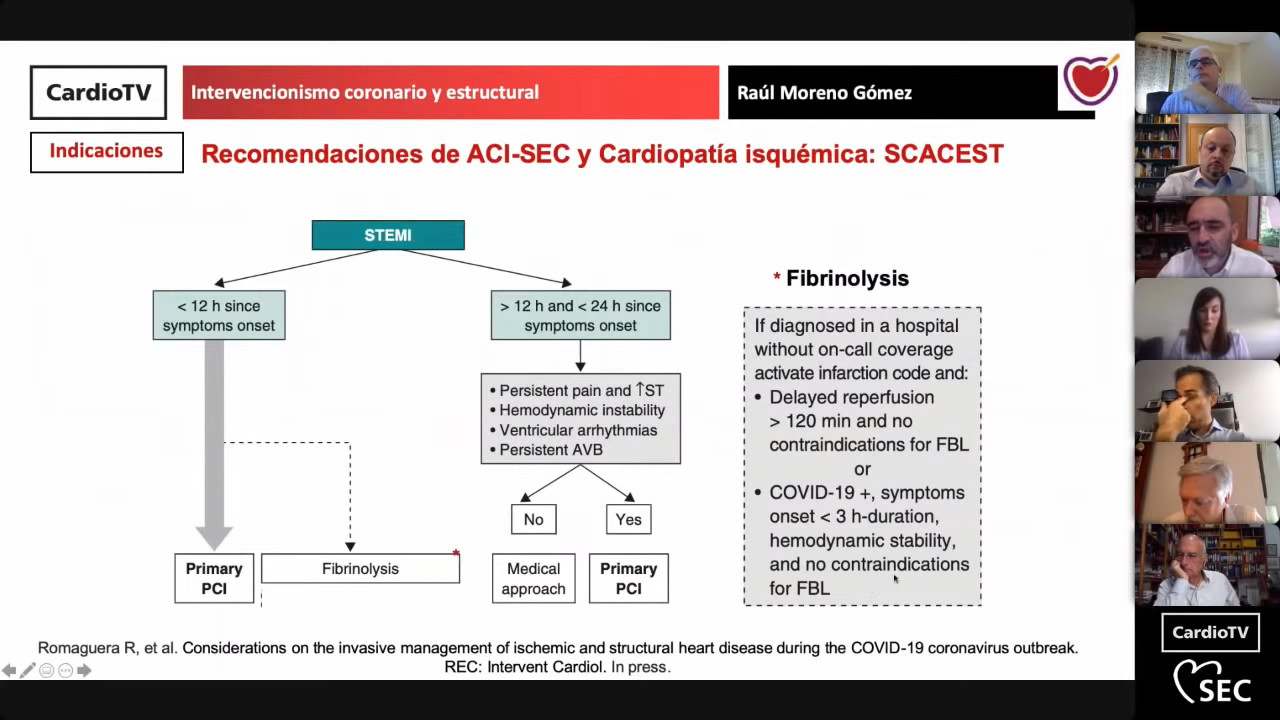 CardioTV
Intervencionismo coronario y estructural
Raúl Moreno Gómez
Indicaciones
Recomendaciones de ACI-SEC y Cardiopatía isquémica: SCACEST
STEMI
< 12 h since
symptoms onset
> 12 h and < 24 h since
symptoms onset
• Persistent pain and ↑ST
• Hemodynamic instability
• Ventricular arrhythmias
• Persistent AVB
No
Yes
Primary
PCI
Fibrinolysis
*
Medical
approach
Primary
PCI
* Fibrinolysis
If diagnosed in a hospital
without on-call coverage
activate infarction code and:
• Delayed reperfusion
> 120 min and no
contraindications for FBL
or
• COVID-19 +, symptoms
onset < 3 h-duration,
hemodynamic stability,
and no contraindications
for FBL
Romaguera R, et al. Considerations on the invasive management of ischemic and structural heart disease during the COVID-19 coronavirus outbreak.
REC: Intervent Cardiol. In press.
CardioTV
SEC